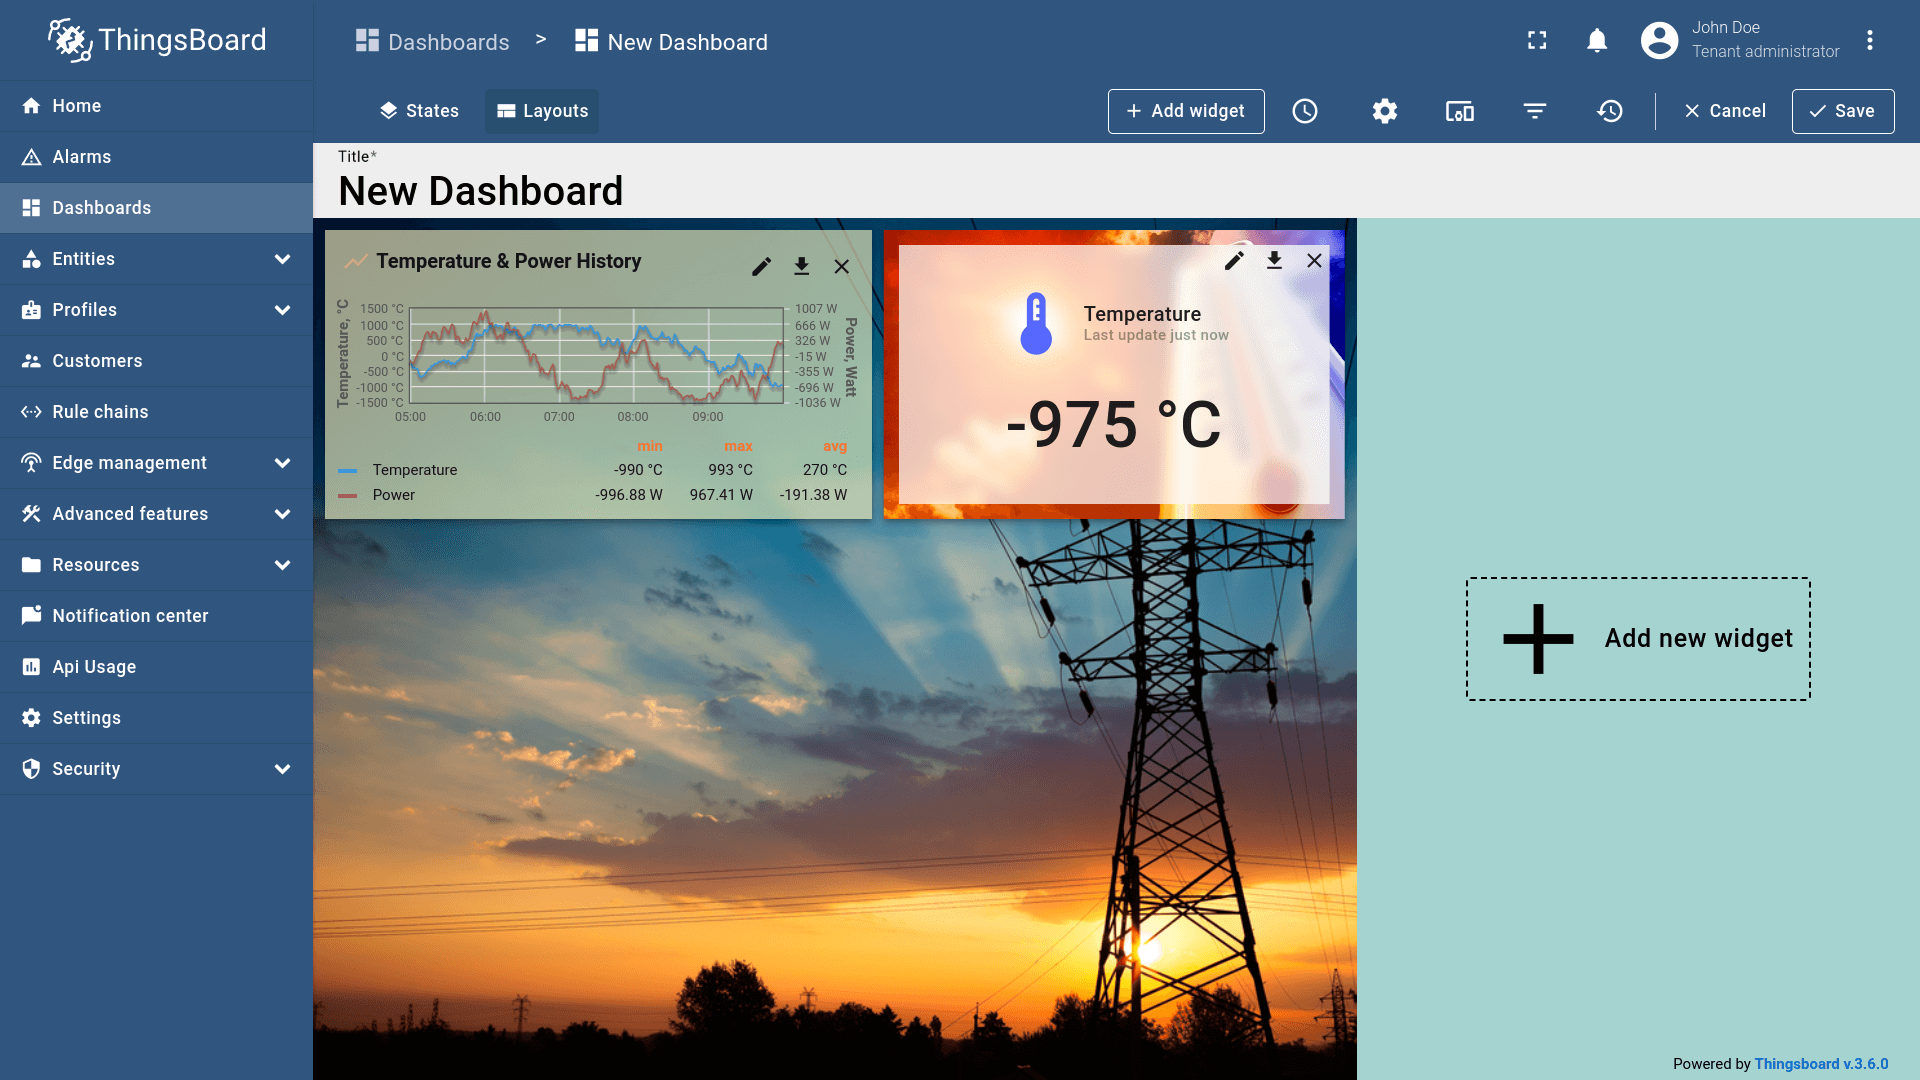 ThingsBoard
Dashboards > New Dashboard
John Doe
Tenant administrator
States Layouts
+ Add widget
Cancel
Save
Home
Alarms
Dashboards
Entities
Profiles
Customers
Rule chains
Edge management
Advanced features
Resources
Notification center
Api Usage
Settings
Security
Title*
New Dashboard
Temperature & Power History
Temperature, °C
1500 °C
1000 °C
500 °C
0 °C
-500 °C
-1000 °C
-1500 °C
1007 W
666 W
326 W
-15 W
-355 W
-696 W
-1036 W
Power, Watt
05:00 06:00 07:00 08:00 09:00
min max avg
Temperature -990 °C 993 °C 270 °C
Power -996.88 W 967.41 W -191.38 W
Temperature
Last update just now
-975 °C
Add new widget
Powered by Thingsboard v.3.6.0